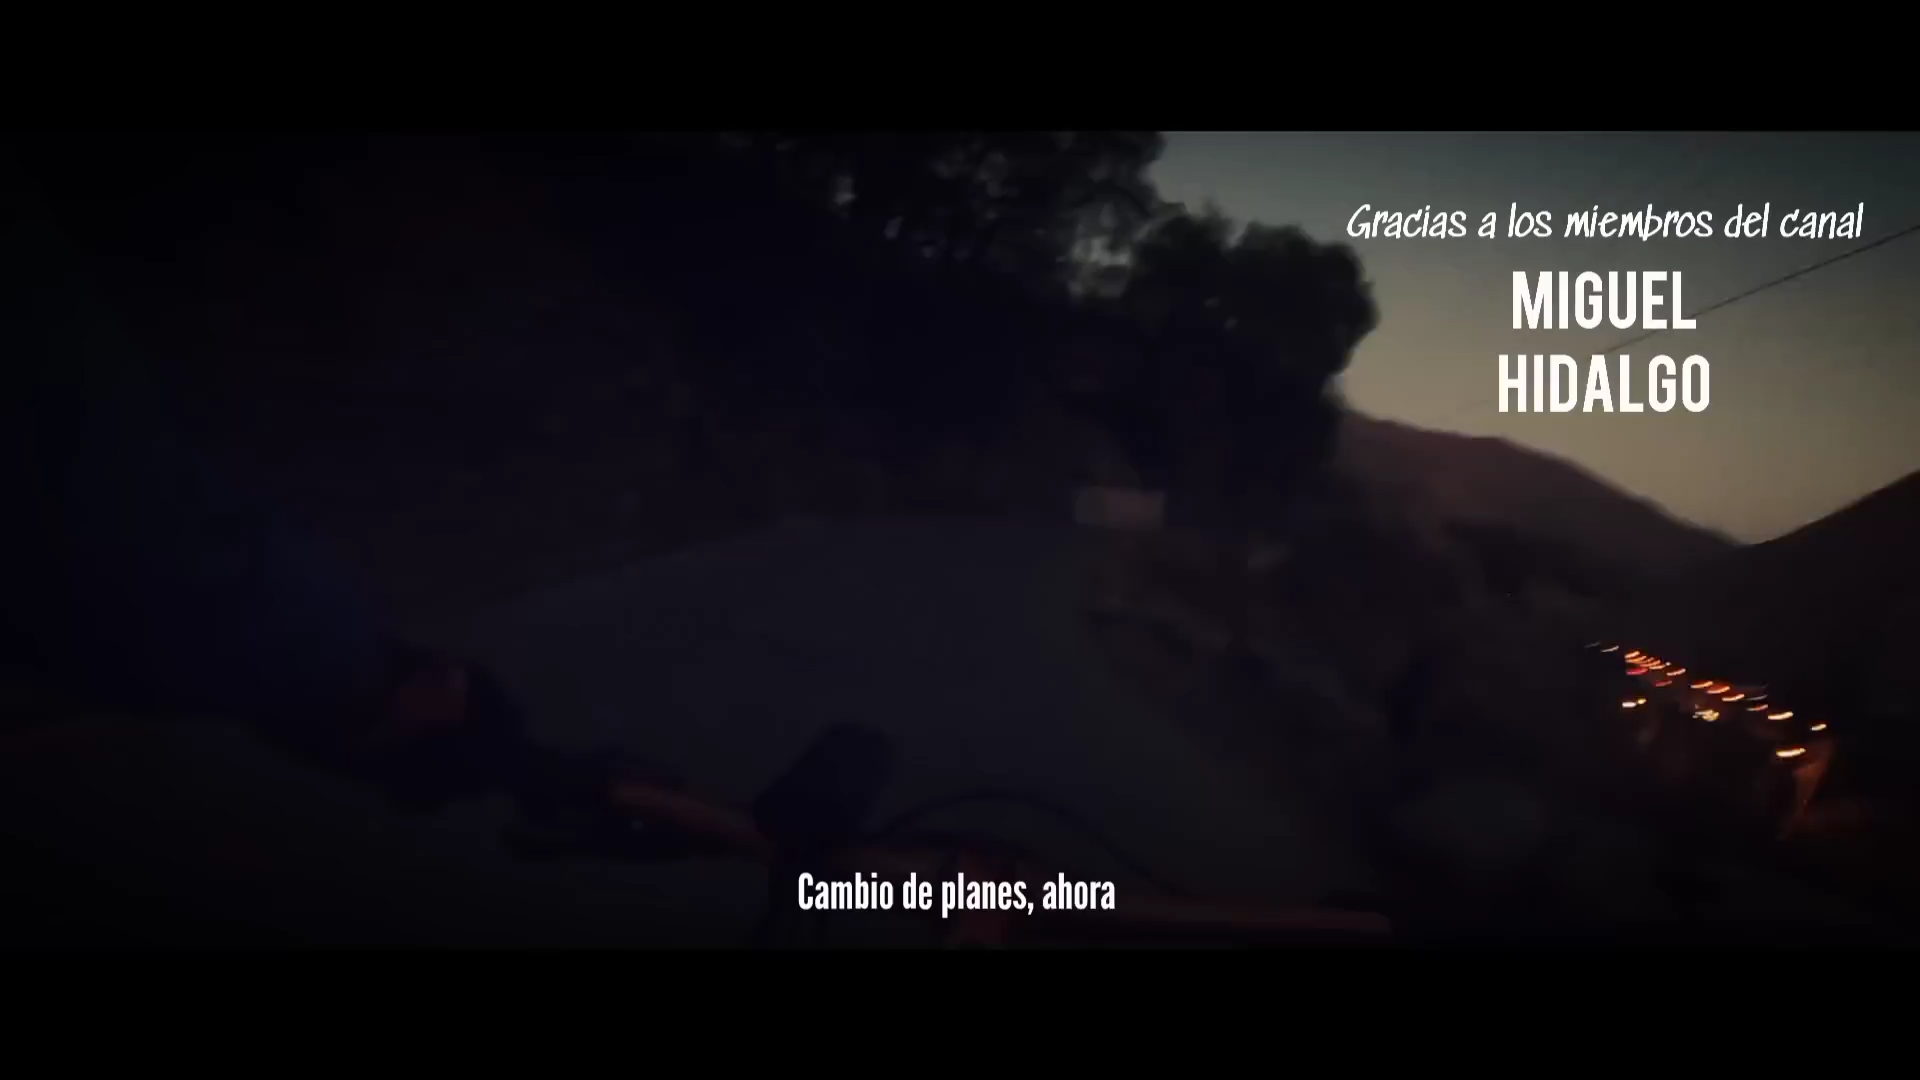 Gracias a los miembros del canal
MIGUEL
HIDALGO
Cambio de planes, ahora